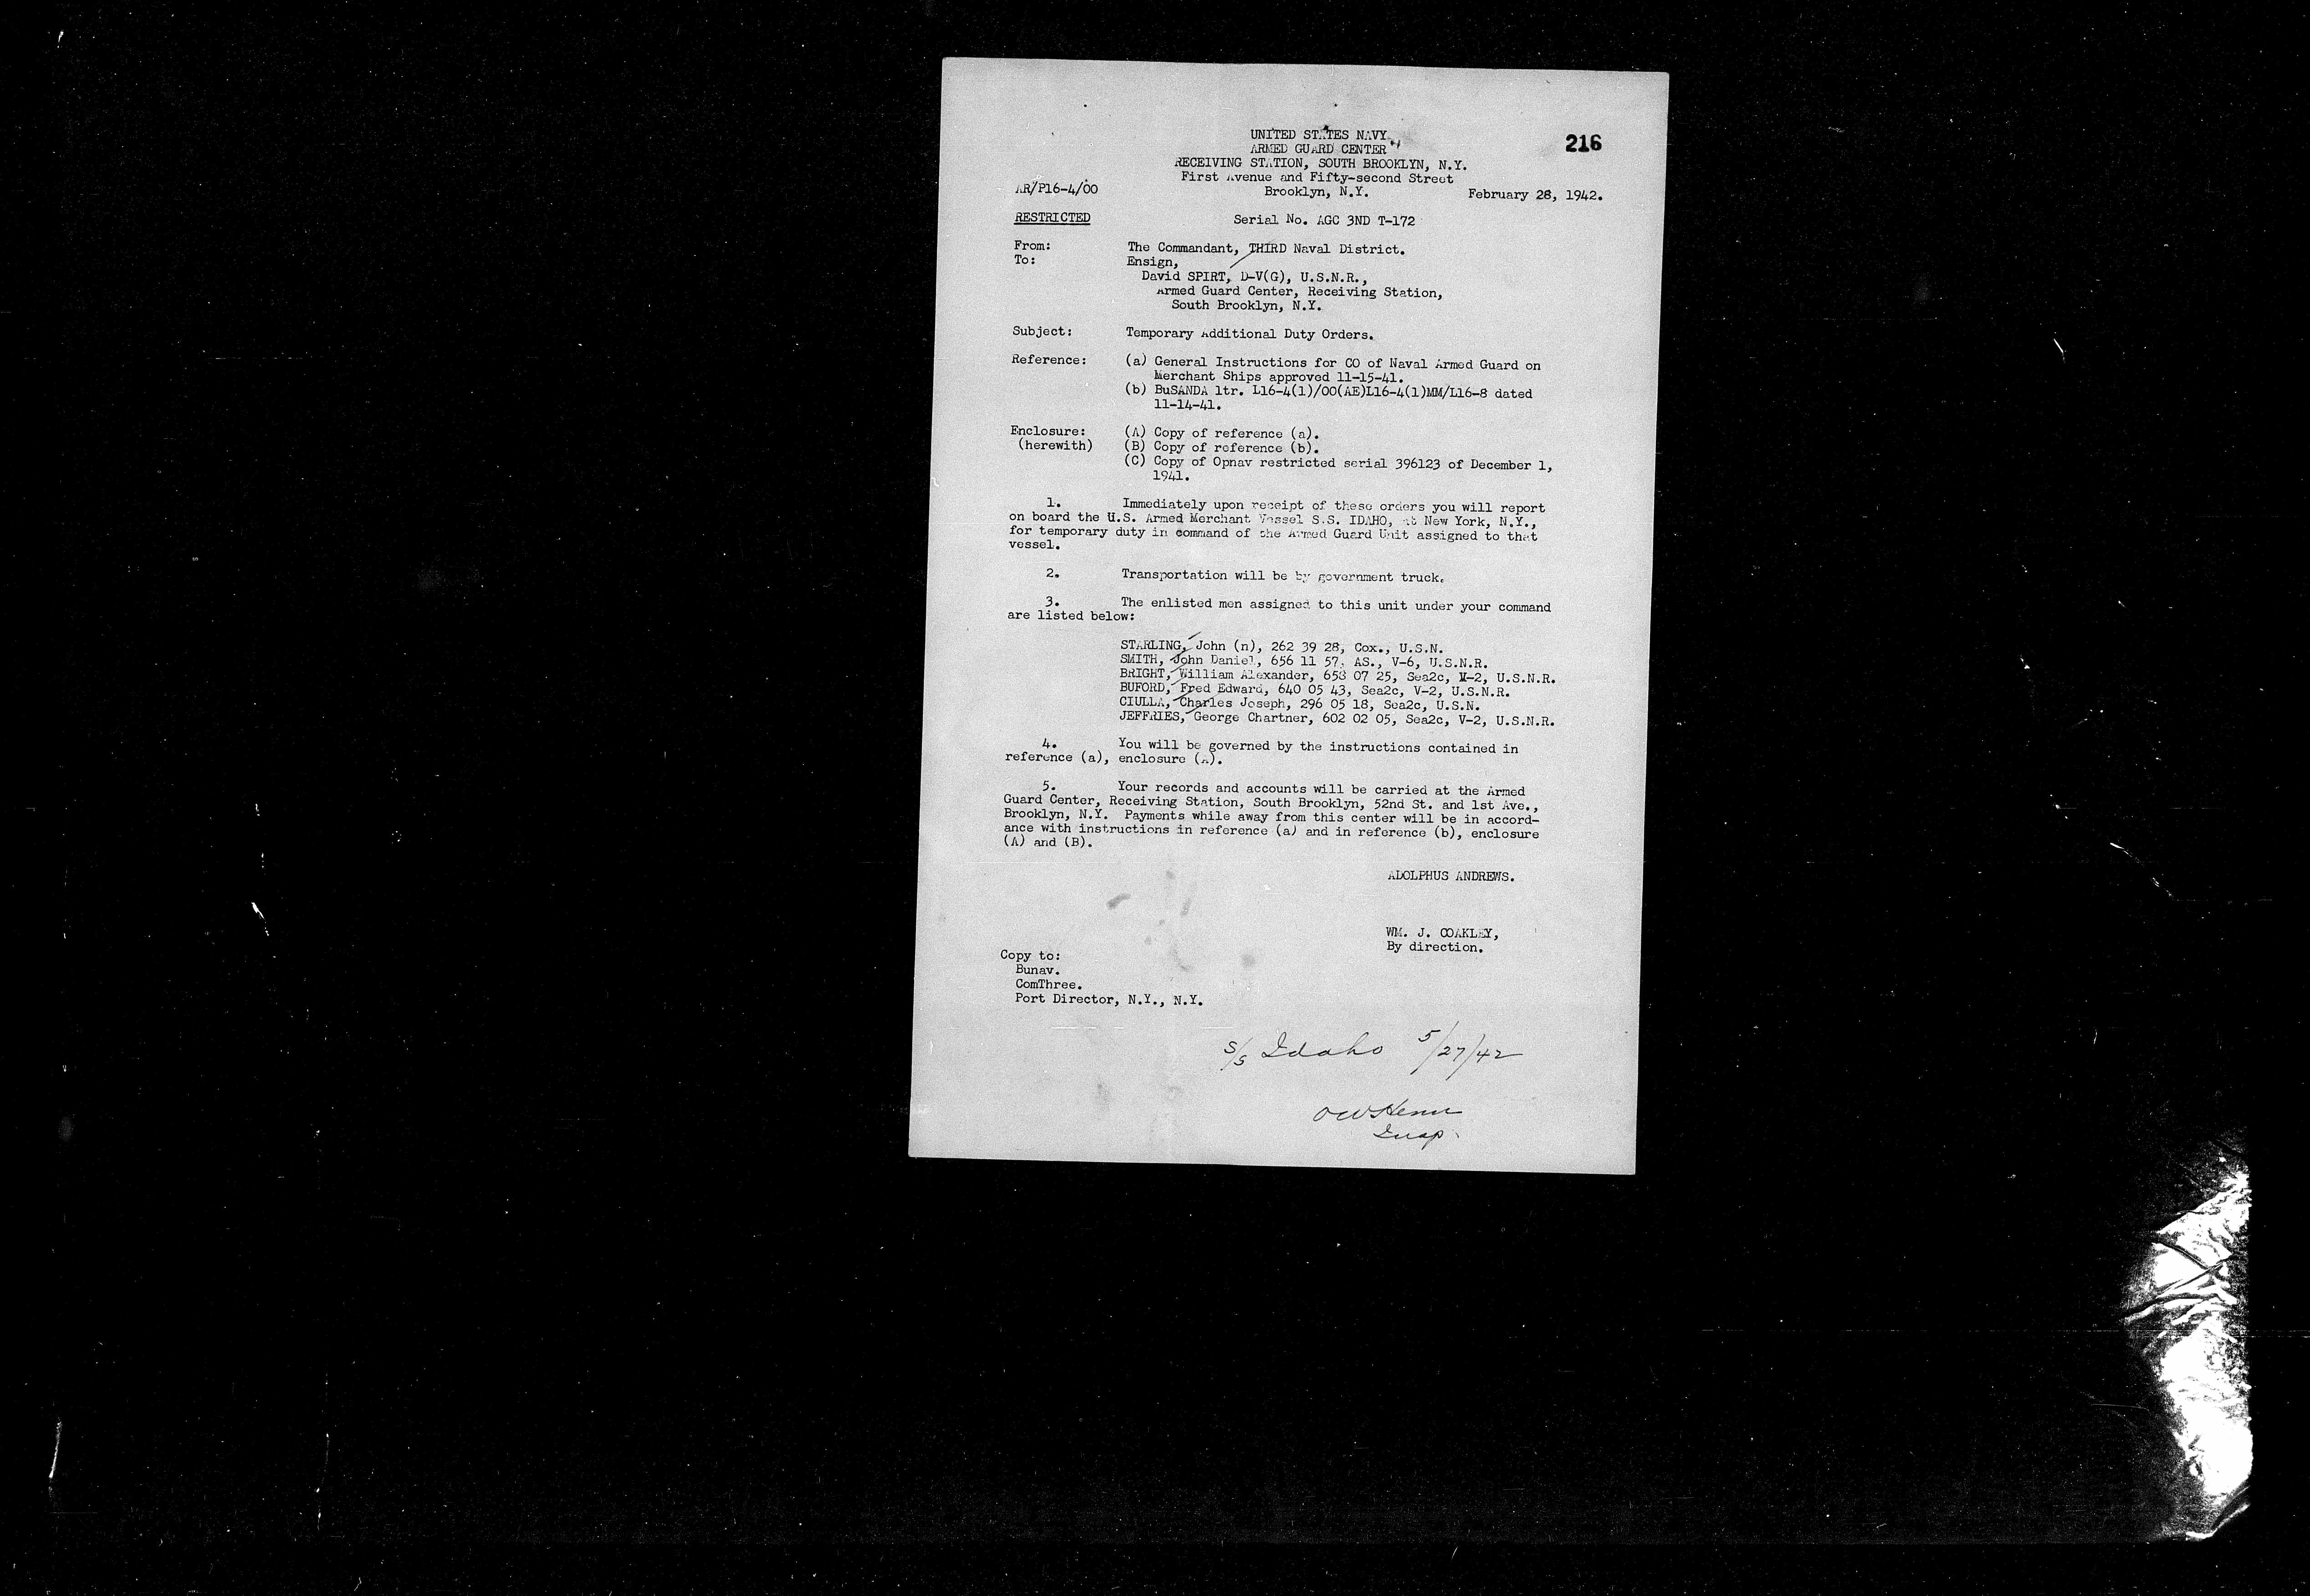 UNITED STATES NAVY
216
ARMED GUARD CENTER
RECEIVING STATION, SOUTH BROOKLYN, N.Y.
First Avenue and Fifty-second Street
AR/P16-4/00 Brooklyn, N.Y. February 28, 1942.
RESTRICTED Serial No. AGC 3ND T-172
From: The Commandant, THIRD Naval District.
To: Ensign,
David SPIRT, D-V(G), U.S.N.R.,
Armed Guard Center, Receiving Station,
South Brooklyn, N.Y.
Subject: Temporary Additional Duty Orders.
Reference: (a) General Instructions for CO of Naval Armed Guard on
Merchant Ships approved 11-15-41.
(b) BuSANDA ltr. L16-4(1)/00(AE)L16-4(1)MM/L16-8 dated
11-14-41.
Enclosure: (A) Copy of reference (a).
(herewith) (B) Copy of reference (b).
(C) Copy of Opnav restricted serial 396123 of December 1,
1941.
1. Immediately upon receipt of these orders you will report
on board the U.S. Armed Merchant Vessel S.S. IDAHO, at New York, N.Y.,
for temporary duty in command of the Armed Guard Unit assigned to that
vessel.
2. Transportation will be by government truck.
3. The enlisted men assigned to this unit under your command
are listed below:
STARLING, John (n), 262 39 28, Cox., U.S.N.
SMITH, John Daniel, 656 11 57, AS., V-6, U.S.N.R.
BRIGHT, William Alexander, 658 07 25, Sea2c, M-2, U.S.N.R.
BUFORD, Fred Edward, 640 05 43, Sea2c, V-2, U.S.N.R.
CIULLA, Charles Joseph, 296 05 18, Sea2c, U.S.N.
JEFFRIES, George Chartner, 602 02 05, Sea2c, V-2, U.S.N.R.
4. You will be governed by the instructions contained in
reference (a), enclosure (A).
5. Your records and accounts will be carried at the Armed
Guard Center, Receiving Station, South Brooklyn, 52nd St. and 1st Ave.,
Brooklyn, N.Y. Payments while away from this center will be in accord-
ance with instructions in reference (a) and in reference (b), enclosure
(A) and (B).
ADOLPHUS ANDREWS.
WM. J. COAKLEY,
By direction.
Copy to:
Bunav.
ComThree.
Port Director, N.Y., N.Y.
S/S Idaho 5/27/42